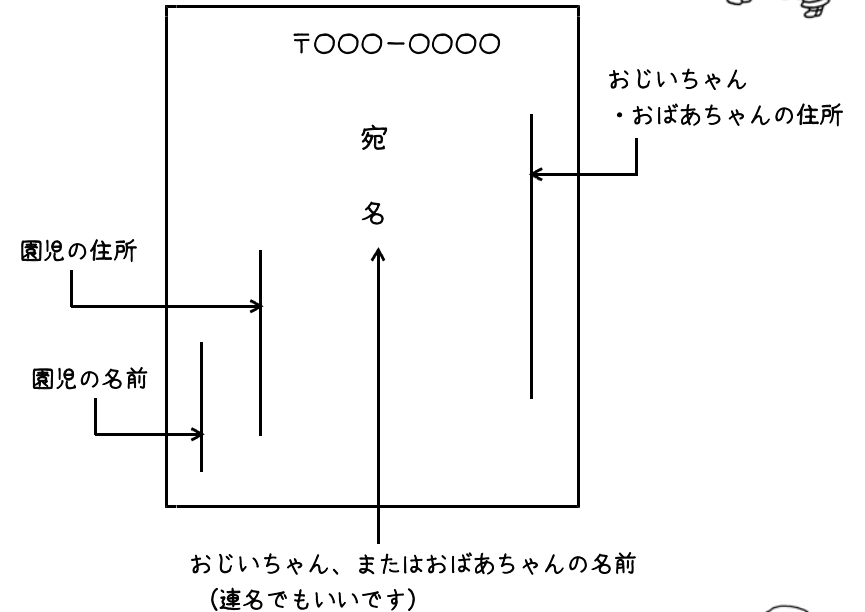 〒○○○－○○○○
おじいちゃん
・おばあちゃんの住所
宛
名
園児の住所
園児の名前
おじいちゃん、またはおばあちゃんの名前
（連名でもいいです）